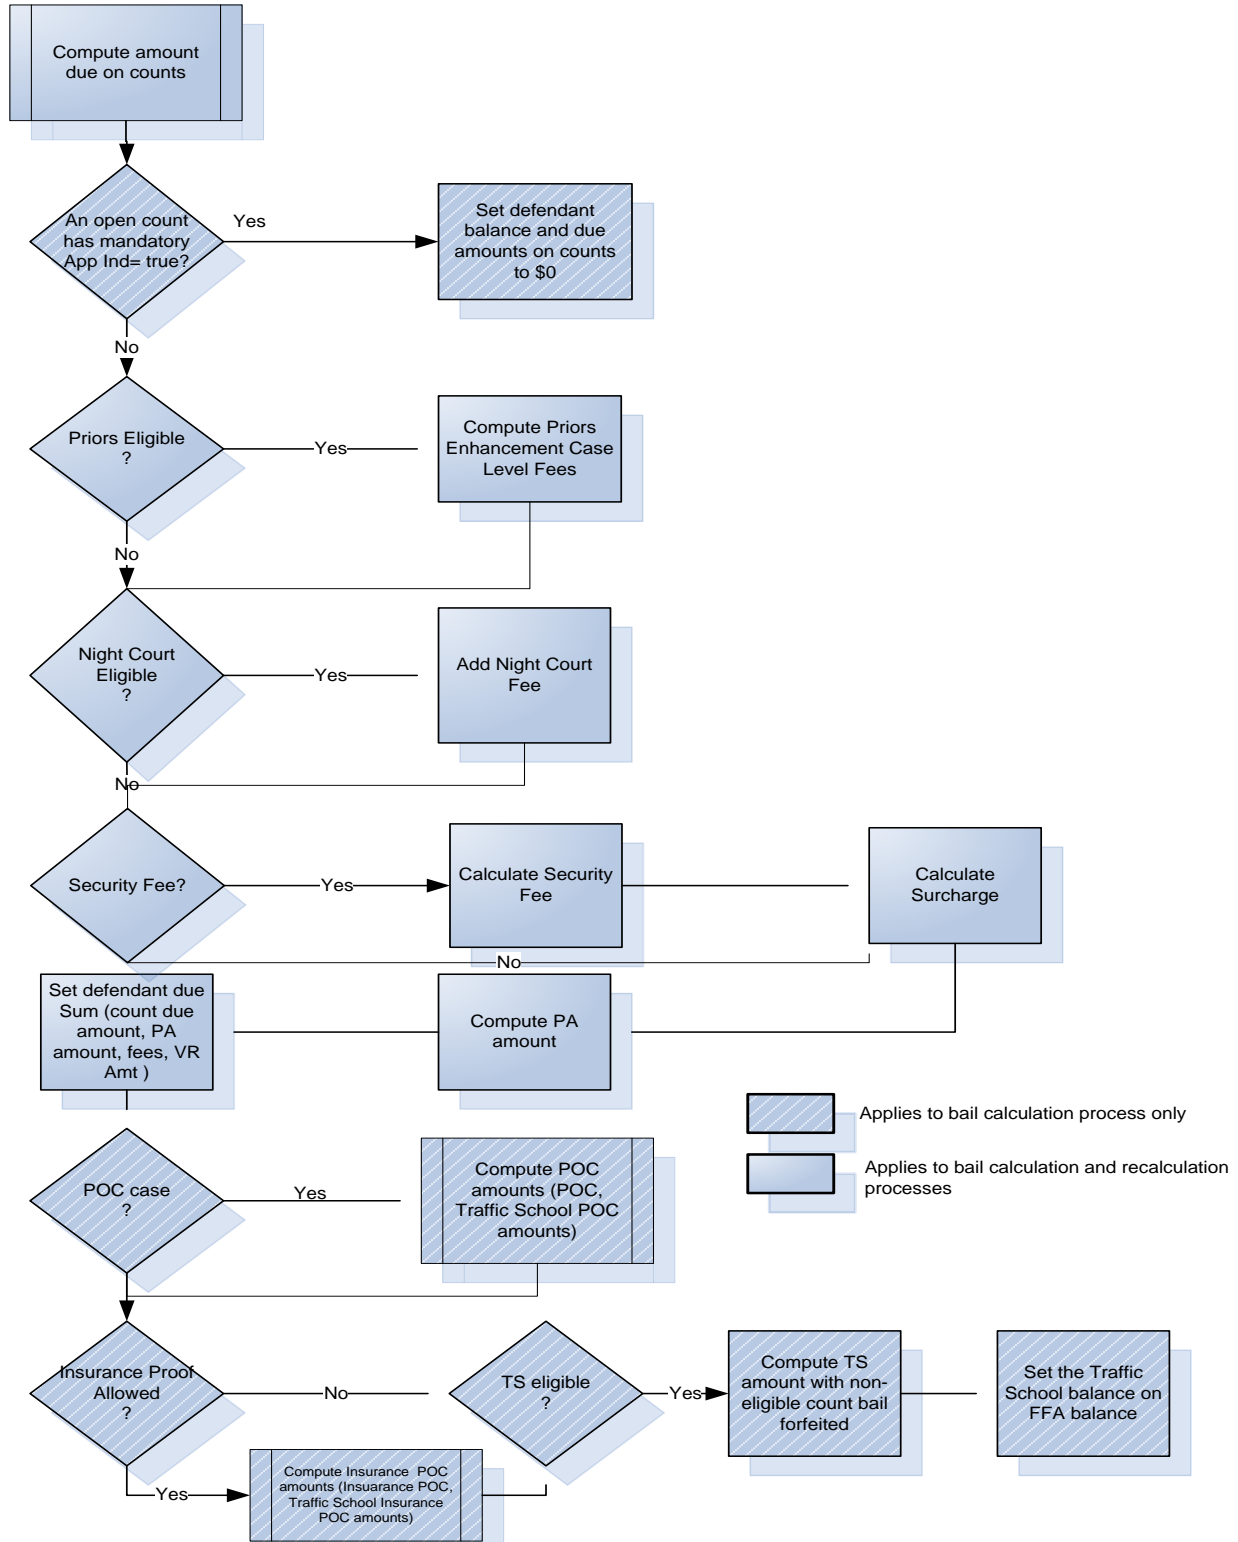 Compute amount
due on counts
An open count
has mandatory
App Ind= true?
Yes
Set defendant
balance and due
amounts on counts
to $0
No
Priors Eligible
?
Yes
Compute Priors
Enhancement Case
Level Fees
No
Night Court
Eligible
?
Yes
Add Night Court
Fee
No
Security Fee?
Yes
Calculate Security
Fee
Calculate
Surcharge
No
Set defendant due
Sum (count due
amount, PA
amount, fees, VR
Amt )
Compute PA
amount
Applies to bail calculation process only
Applies to bail calculation and recalculation
processes
POC case
?
Yes
Compute POC
amounts (POC,
Traffic School POC
amounts)
Insurance Proof
Allowed
?
No
TS eligible
?
Yes
Compute TS
amount with non-
eligible count bail
forfeited
Set the Traffic
School balance on
FFA balance
Yes
Compute Insurance  POC
amounts (Insuarance POC,
Traffic School Insurance
POC amounts)